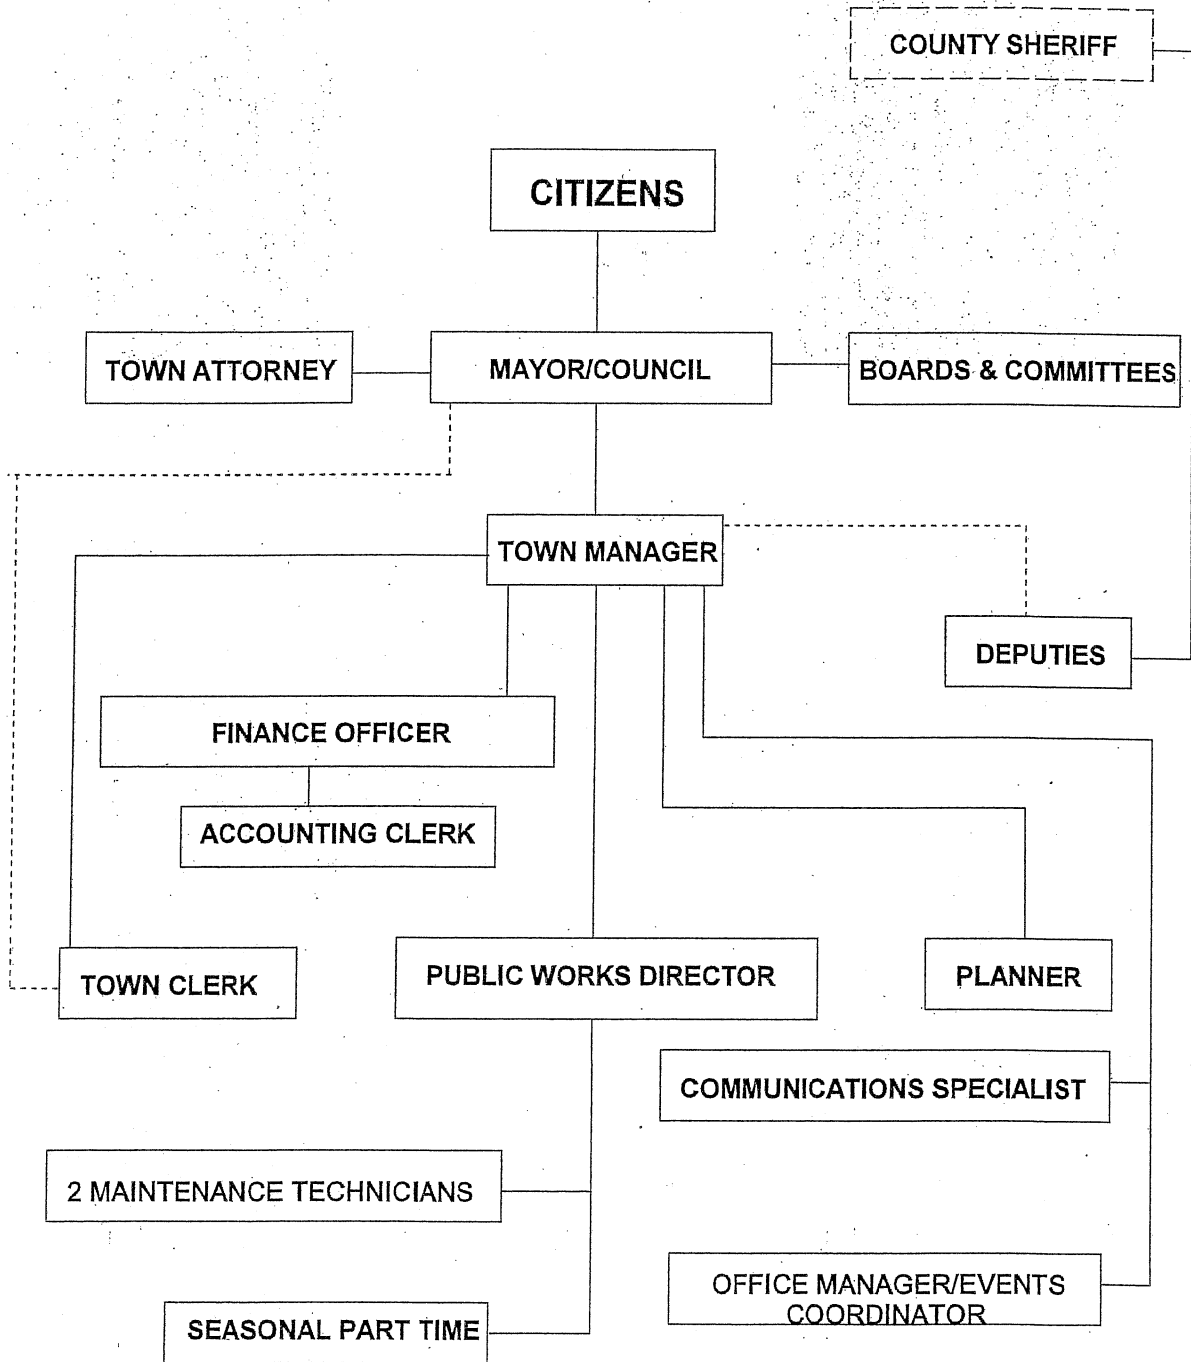 COUNTY SHERIFF
CITIZENS
TOWN ATTORNEY
MAYOR/COUNCIL
BOARDS & COMMITTEES
TOWN MANAGER
DEPUTIES
FINANCE OFFICER
ACCOUNTING CLERK
TOWN CLERK
PUBLIC WORKS DIRECTOR
PLANNER
COMMUNICATIONS SPECIALIST
2 MAINTENANCE TECHNICIANS
OFFICE MANAGER/EVENTS
COORDINATOR
SEASONAL PART TIME